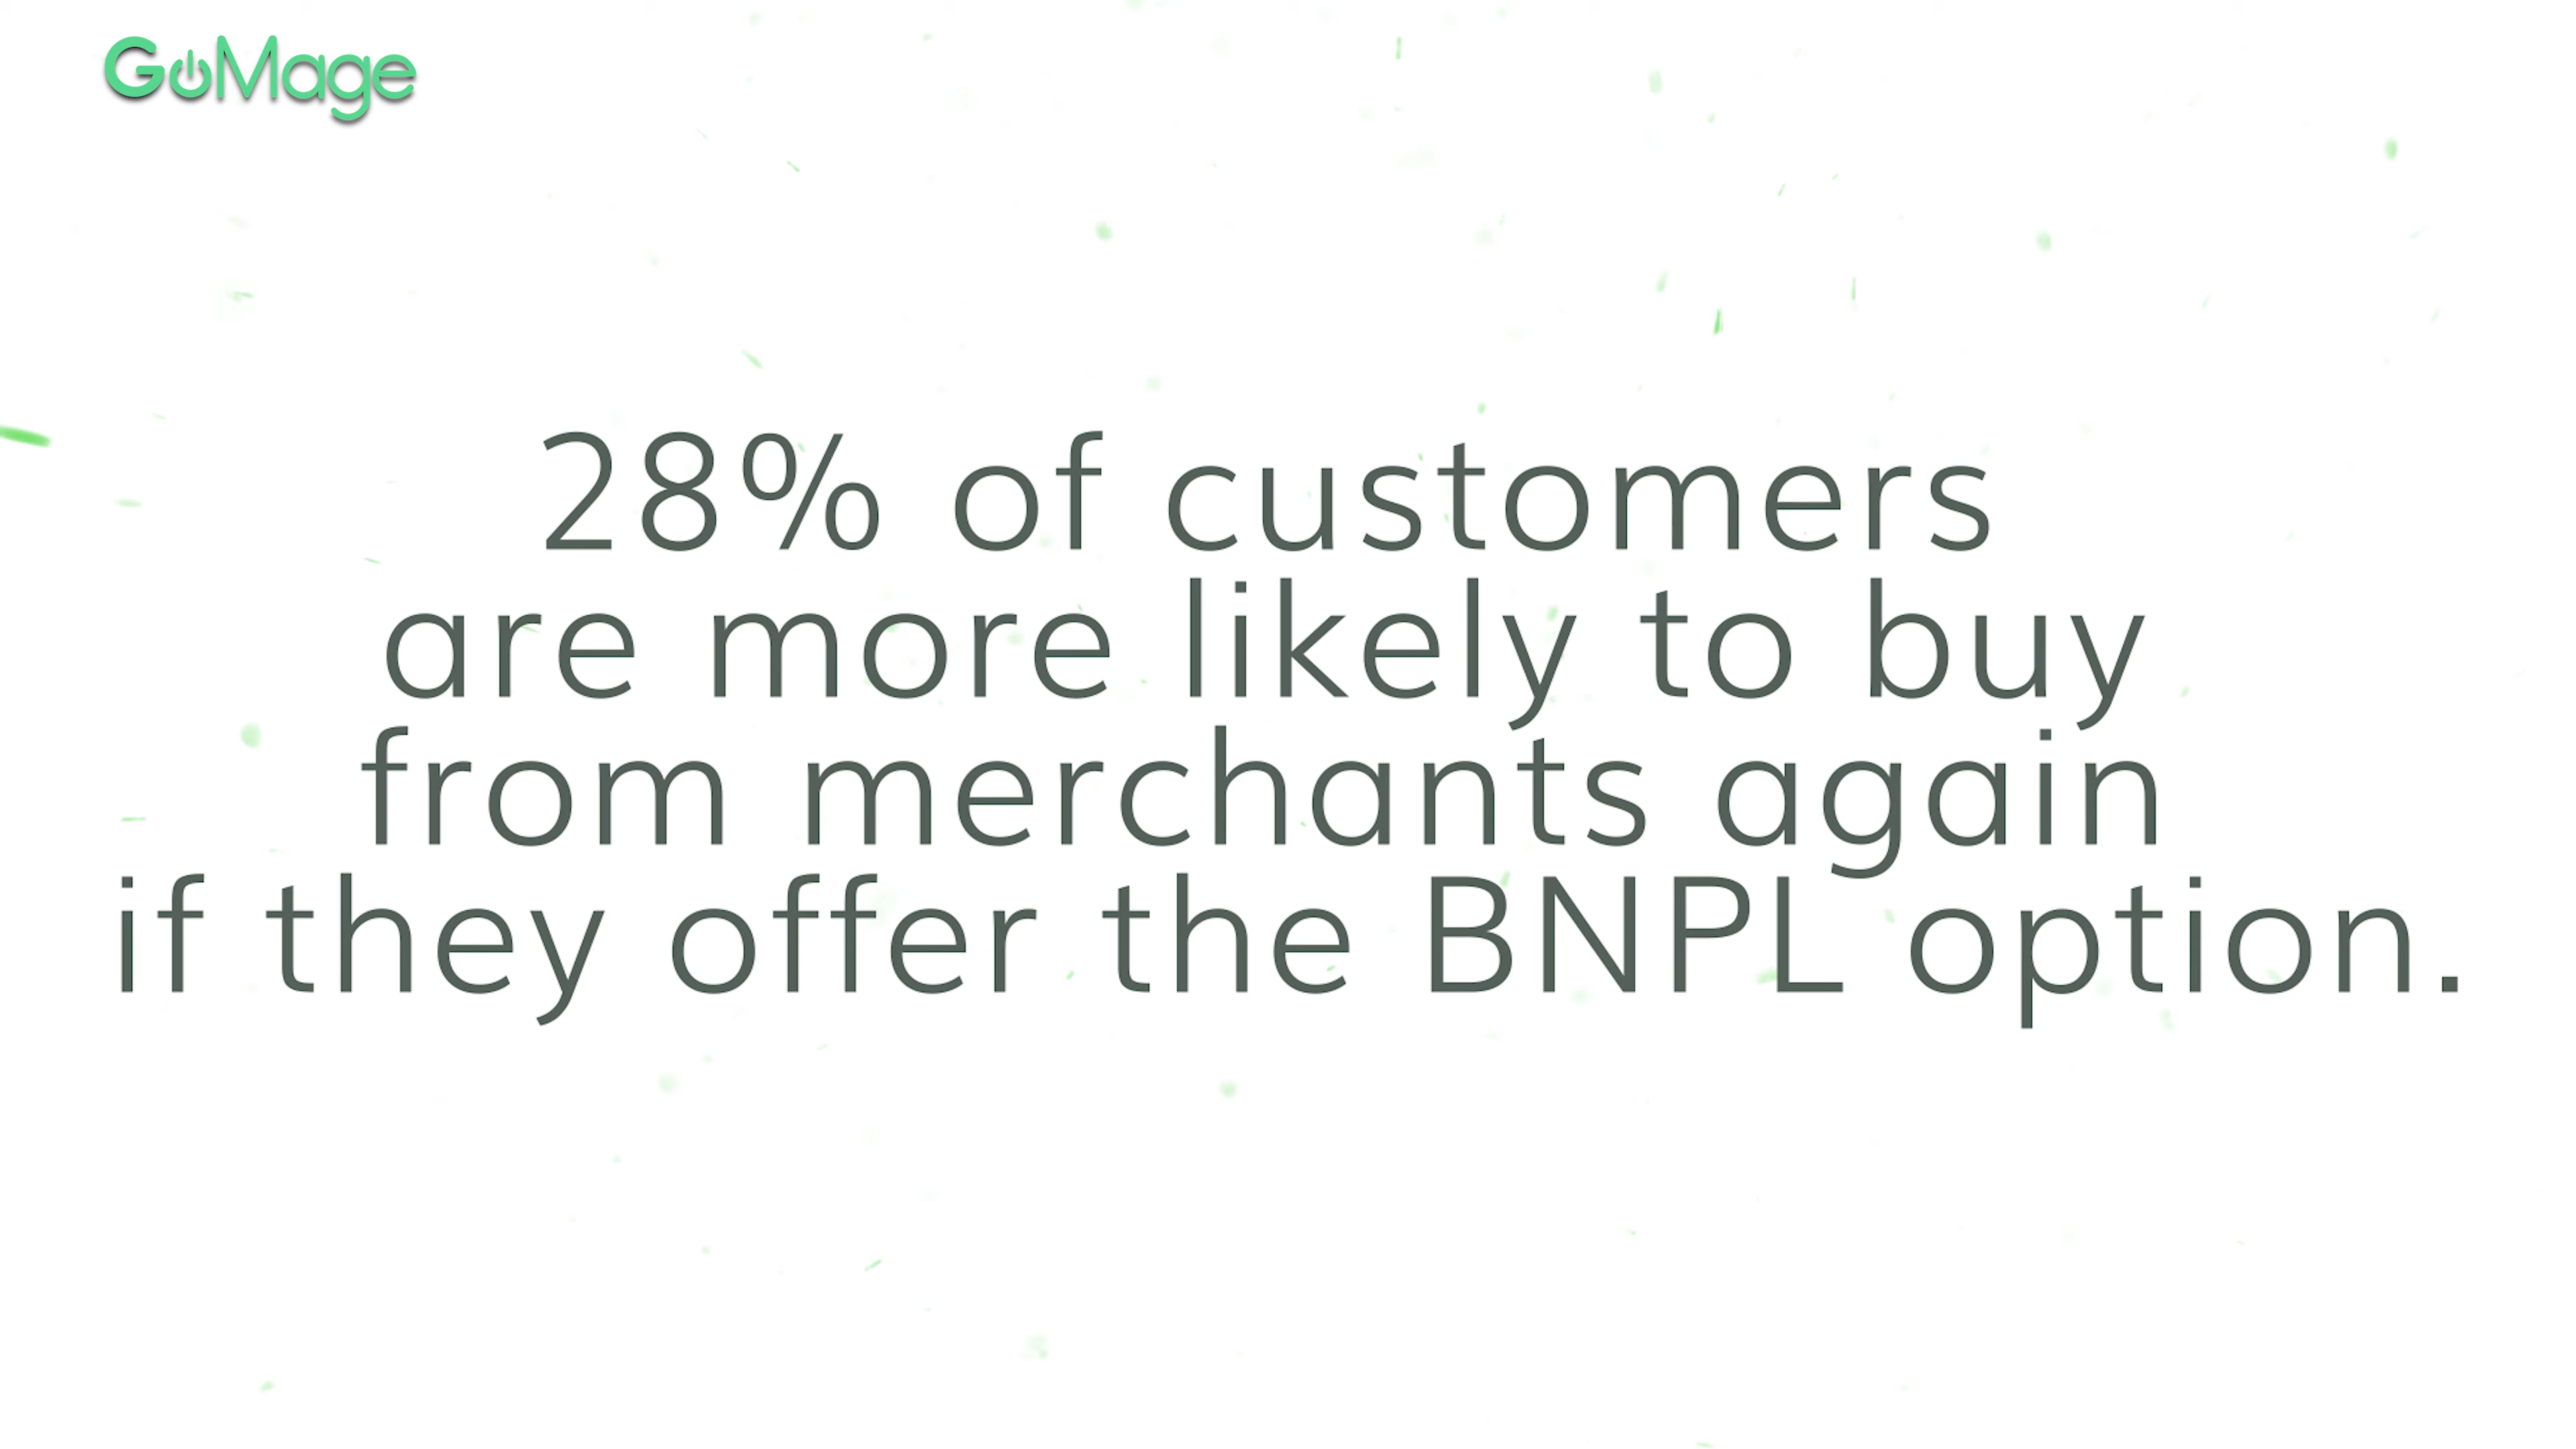 GoMage
28% of customers
are more likely to buy
from merchants again
if they offer the BNPL option.